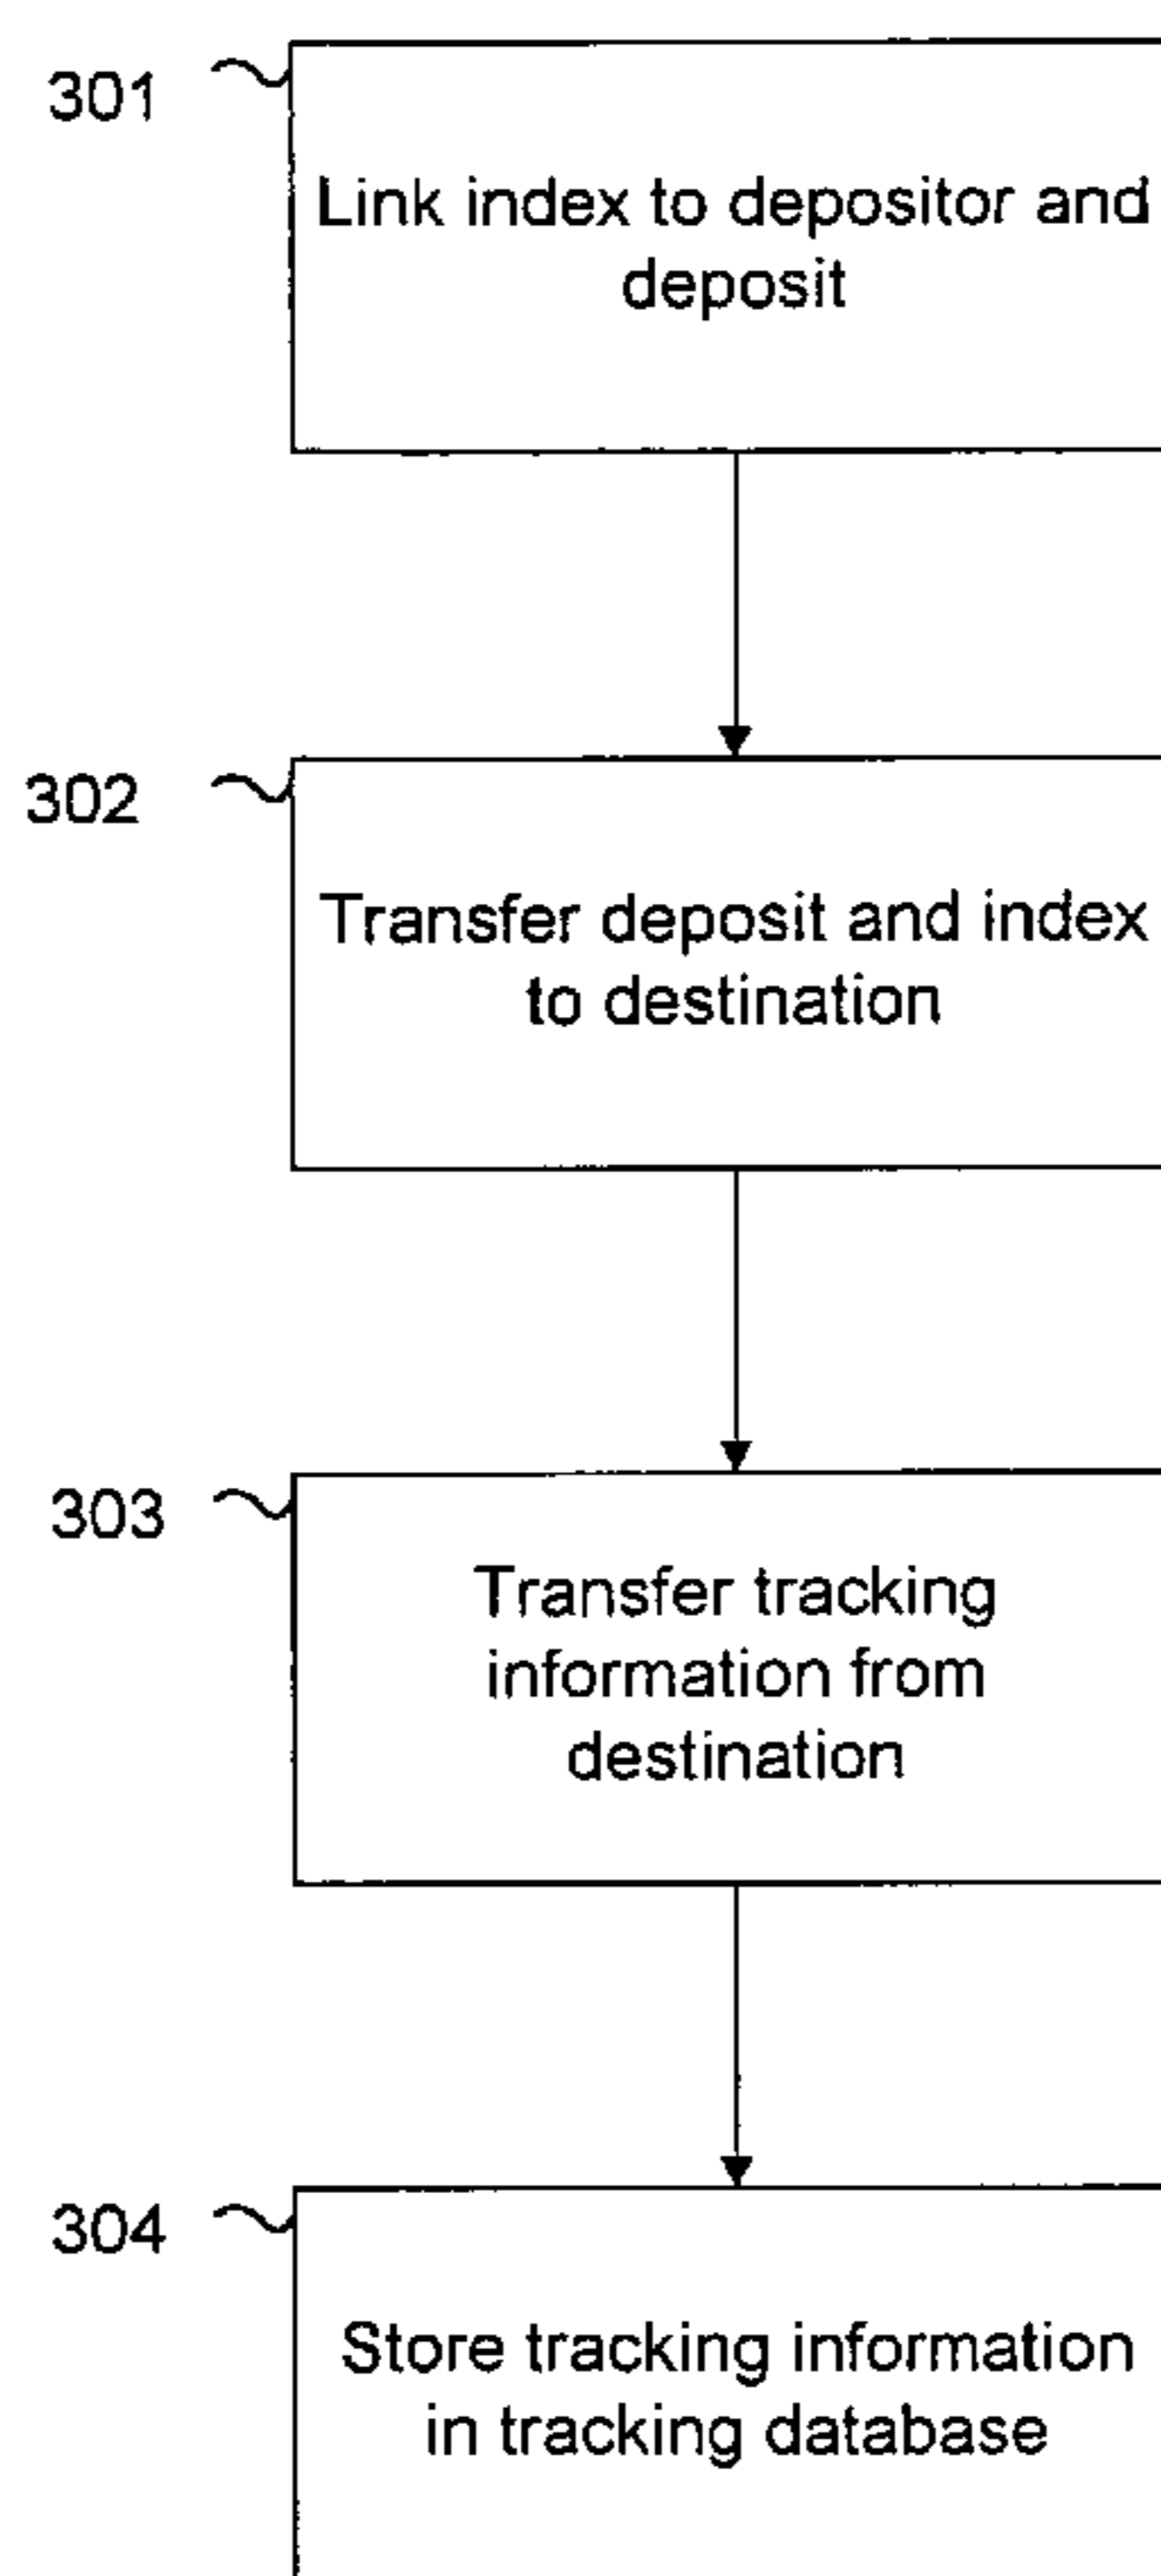 301
Link index to depositor and
deposit
302
Transfer deposit and index
to destination
303
Transfer tracking
information from
destination
304
Store tracking information
in tracking database